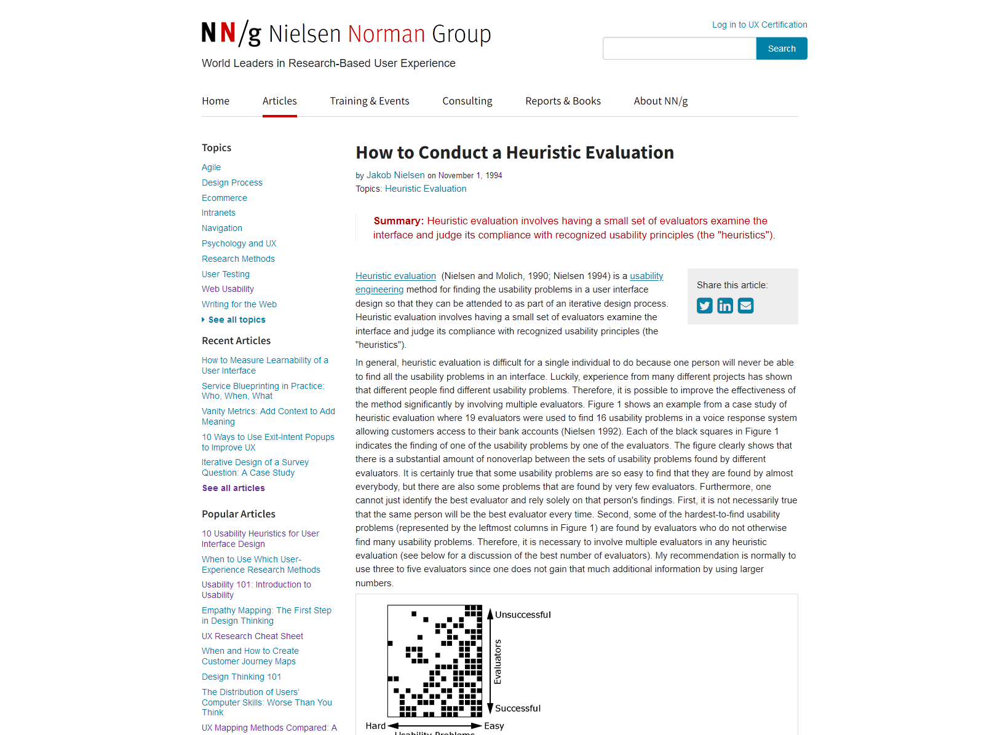 NN/g Nielsen Norman Group
World Leaders in Research-Based User Experience
Log in to UX Certification
Search
Home Articles Training & Events Consulting Reports & Books About NN/g
Topics
Agile
Design Process
Ecommerce
Intranets
Navigation
Psychology and UX
Research Methods
User Testing
Web Usability
Writing for the Web
See all topics
Recent Articles
How to Measure Learnability of a
User Interface
Service Blueprinting in Practice:
Who, When, What
Vanity Metrics: Add Context to Add
Meaning
10 Ways to Use Exit-Intent Popups
to Improve UX
Iterative Design of a Survey
Question: A Case Study
See all articles
Popular Articles
10 Usability Heuristics for User
Interface Design
When to Use Which User-
Experience Research Methods
Usability 101: Introduction to
Usability
Empathy Mapping: The First Step
in Design Thinking
UX Research Cheat Sheet
When and How to Create
Customer Journey Maps
Design Thinking 101
The Distribution of Users'
Computer Skills: Worse Than You
Think
UX Mapping Methods Compared: A
How to Conduct a Heuristic Evaluation
by Jakob Nielsen on November 1, 1994
Topics: Heuristic Evaluation
Summary: Heuristic evaluation involves having a small set of evaluators examine the
interface and judge its compliance with recognized usability principles (the "heuristics").
Heuristic evaluation (Nielsen and Molich, 1990; Nielsen 1994) is a usability
engineering method for finding the usability problems in a user interface
design so that they can be attended to as part of an iterative design process.
Heuristic evaluation involves having a small set of evaluators examine the
interface and judge its compliance with recognized usability principles (the
"heuristics").
Share this article:
In general, heuristic evaluation is difficult for a single individual to do because one person will never be able
to find all the usability problems in an interface. Luckily, experience from many different projects has shown
that different people find different usability problems. Therefore, it is possible to improve the effectiveness of
the method significantly by involving multiple evaluators. Figure 1 shows an example from a case study of
heuristic evaluation where 19 evaluators were used to find 16 usability problems in a voice response system
allowing customers access to their bank accounts (Nielsen 1992). Each of the black squares in Figure 1
indicates the finding of one of the usability problems by one of the evaluators. The figure clearly shows that
there is a substantial amount of nonoverlap between the sets of usability problems found by different
evaluators. It is certainly true that some usability problems are so easy to find that they are found by almost
everybody, but there are also some problems that are found by very few evaluators. Furthermore, one
cannot just identify the best evaluator and rely solely on that person's findings. First, it is not necessarily true
that the same person will be the best evaluator every time. Second, some of the hardest-to-find usability
problems (represented by the leftmost columns in Figure 1) are found by evaluators who do not otherwise
find many usability problems. Therefore, it is necessary to involve multiple evaluators in any heuristic
evaluation (see below for a discussion of the best number of evaluators). My recommendation is normally to
use three to five evaluators since one does not gain that much additional information by using larger
numbers.
Unsuccessful
Evaluators
Successful
Hard Easy
Usability Problems